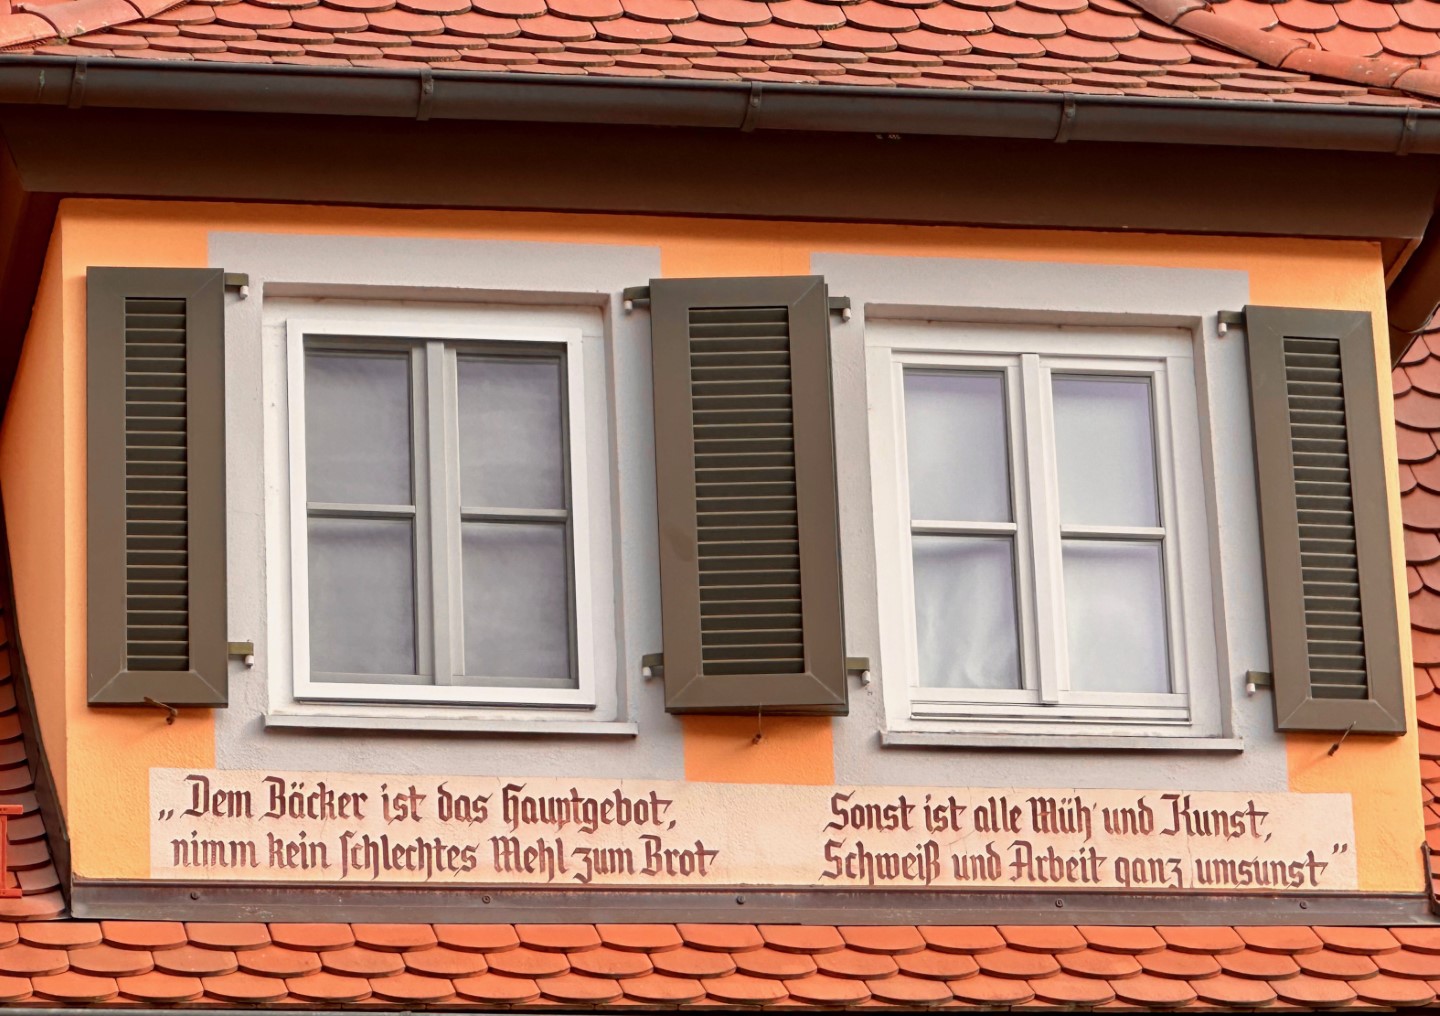 „Dem Bäcker ist das Hauptgebot,
nimm kein schlechtes Mehl zum Brot
Sonst ist alle Müh' und Kunst,
Schweiß und Arbeit ganz umsunst”